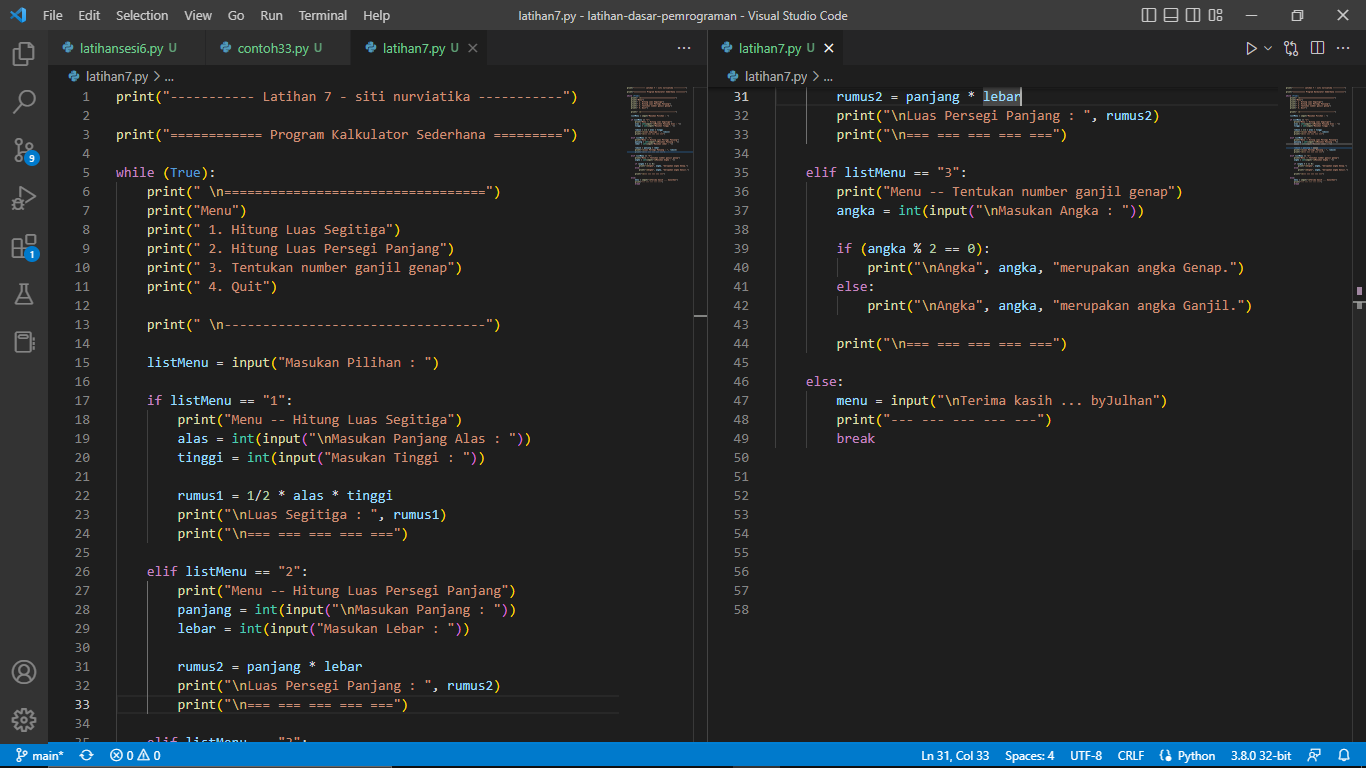 File Edit Selection View Go Run Terminal Help
latihan7.py - latihan-dasar-pemrograman - Visual Studio Code
latihansesi6.py U
contoh33.py U
latihan7.py U
latihan7.py > ...
1 print("----------- Latihan 7 - siti nurviatika -----------")
2
3 print("============ Program Kalkulator Sederhana =========")
4
5 while (True):
6     print(" \n==================================")
7     print("Menu")
8     print(" 1. Hitung Luas Segitiga")
9     print(" 2. Hitung Luas Persegi Panjang")
10     print(" 3. Tentukan number ganjil genap")
11     print(" 4. Quit")
12
13     print(" \n----------------------------------")
14
15     listMenu = input("Masukan Pilihan : ")
16
17     if listMenu == "1":
18         print("Menu -- Hitung Luas Segitiga")
19         alas = int(input("\nMasukan Panjang Alas : "))
20         tinggi = int(input("Masukan Tinggi : "))
21
22         rumus1 = 1/2 * alas * tinggi
23         print("\nLuas Segitiga : ", rumus1)
24         print("\n=== === === === ===")
25
26     elif listMenu == "2":
27         print("Menu -- Hitung Luas Persegi Panjang")
28         panjang = int(input("\nMasukan Panjang : "))
29         lebar = int(input("Masukan Lebar : "))
30
31         rumus2 = panjang * lebar
32         print("\nLuas Persegi Panjang : ", rumus2)
33         print("\n=== === === === ===")
34
35     elif listMenu == "3":
latihan7.py U
latihan7.py > ...
31         rumus2 = panjang * lebar
32         print("\nLuas Persegi Panjang : ", rumus2)
33         print("\n=== === === === ===")
34
35     elif listMenu == "3":
36         print("Menu -- Tentukan number ganjil genap")
37         angka = int(input("\nMasukan Angka : "))
38
39         if (angka % 2 == 0):
40             print("\nAngka", angka, "merupakan angka Genap.")
41         else:
42             print("\nAngka", angka, "merupakan angka Ganjil.")
43
44         print("\n=== === === === ===")
45
46     else:
47         menu = input("\nTerima kasih ... byJulhan")
48         print("--- --- --- --- ---")
49         break
50
51
52
53
54
55
56
57
58
9
1
main* 0 0
Ln 31, Col 33 Spaces: 4 UTF-8 CRLF Python 3.8.0 32-bit